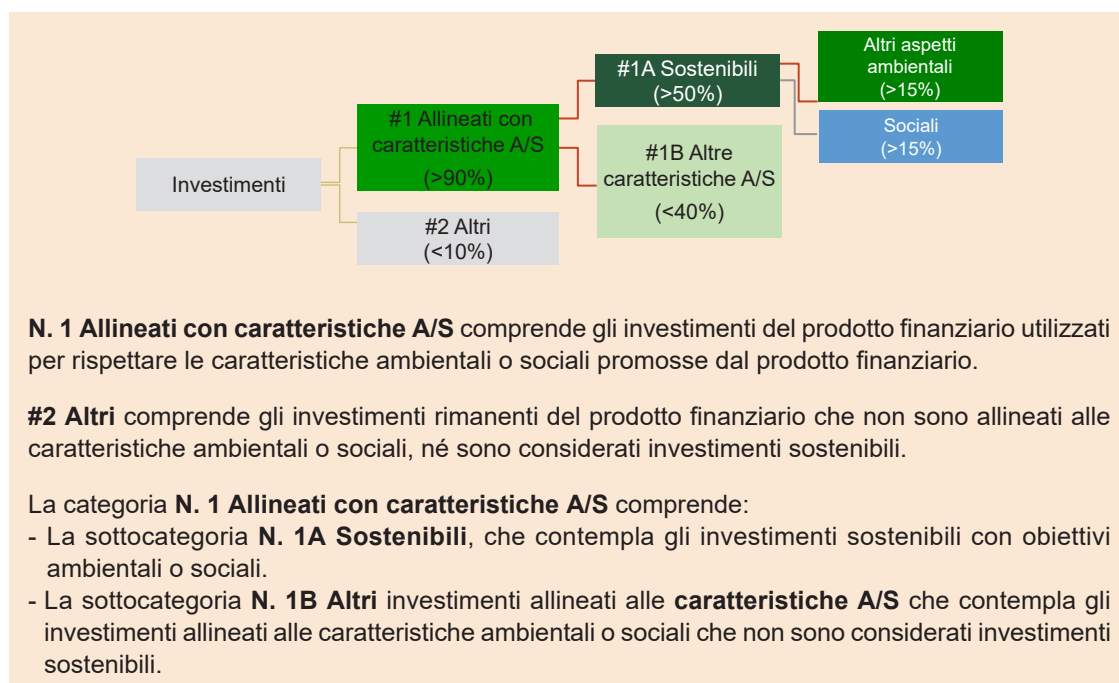 Altri aspetti
ambientali
(>15%)
#1A Sostenibili
(>50%)
#1 Allineati con
caratteristiche A/S
(>90%)
Sociali
(>15%)
#1B Altre
caratteristiche A/S
(<40%)
Investimenti
#2 Altri
(<10%)
N. 1 Allineati con caratteristiche A/S comprende gli investimenti del prodotto finanziario utilizzati
per rispettare le caratteristiche ambientali o sociali promosse dal prodotto finanziario.
#2 Altri comprende gli investimenti rimanenti del prodotto finanziario che non sono allineati alle
caratteristiche ambientali o sociali, né sono considerati investimenti sostenibili.
La categoria N. 1 Allineati con caratteristiche A/S comprende:
- La sottocategoria N. 1A Sostenibili, che contempla gli investimenti sostenibili con obiettivi
ambientali o sociali.
- La sottocategoria N. 1B Altri investimenti allineati alle caratteristiche A/S che contempla gli
investimenti allineati alle caratteristiche ambientali o sociali che non sono considerati investimenti
sostenibili.